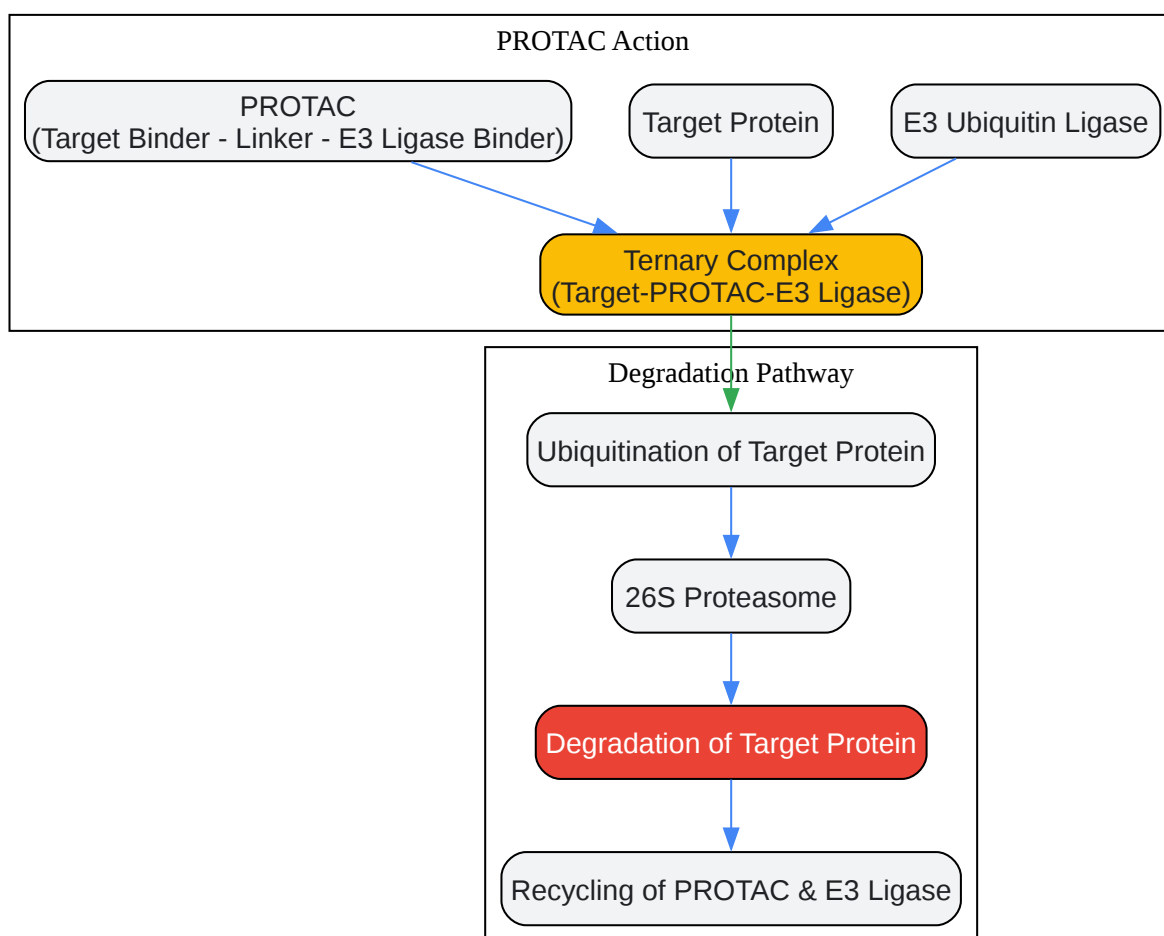 PROTAC Action
PROTAC
(Target Binder - Linker - E3 Ligase Binder)
Target Protein
E3 Ubiquitin Ligase
Ternary Complex
(Target-PROTAC-E3 Ligase)
Degradation Pathway
Ubiquitination of Target Protein
26S Proteasome
Degradation of Target Protein
Recycling of PROTAC & E3 Ligase